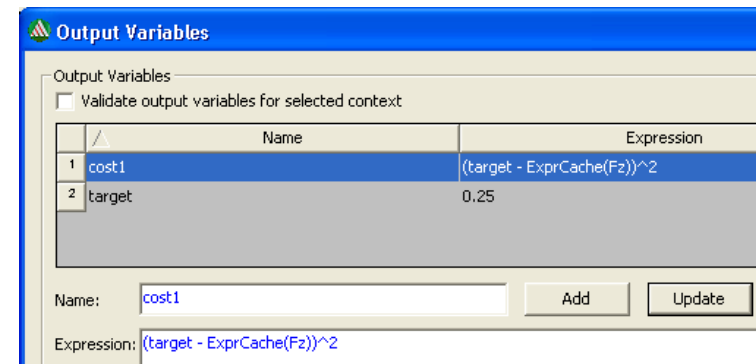 Output Variables
Output Variables
Validate output variables for selected context
Name Expression
1 cost1 (target - ExprCache(Fz))^2
2 target 0.25
Name: cost1 Add Update
Expression: (target - ExprCache(Fz))^2